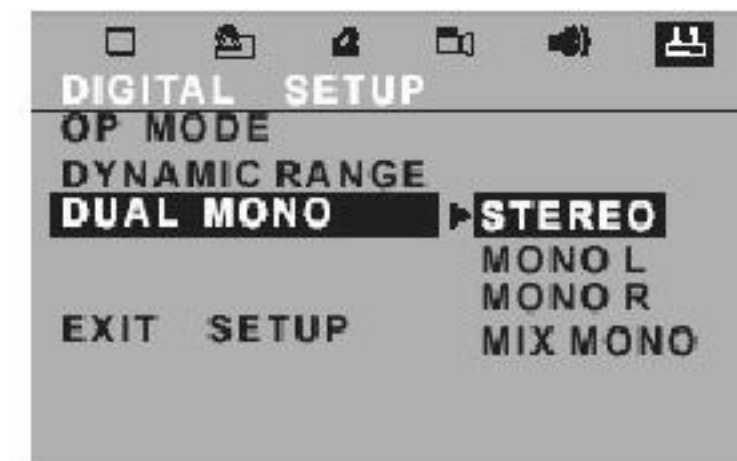 DIGITAL SETUP
OP MODE
DYNAMIC RANGE
DUAL MONO
STEREO
MONO L
MONO R
EXIT SETUP
MIX MONO